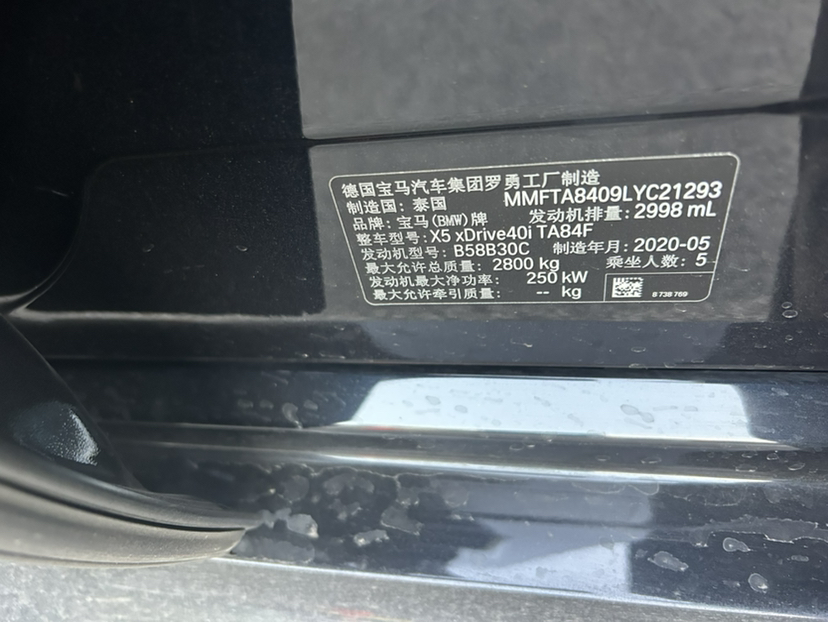 德国宝马汽车集团罗勇工厂制造
制造国：泰国 MMFTA8409LYC21293
品牌：宝马(BMW)牌 发动机排量：2998 mL
整车型号：X5 xDrive40i TA84F
发动机型号：B58B30C 制造年月：2020-05
最大允许总质量：2800 kg 乘坐人数：5
发动机最大净功率：250 kW
最大允许牵引质量：-- kg 8 738 769